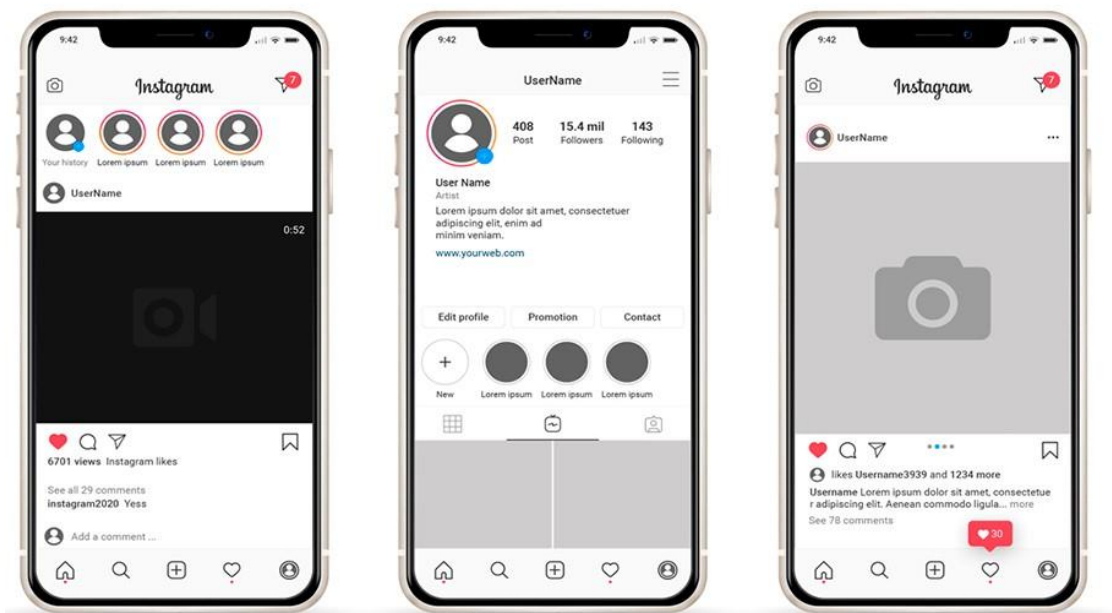 9:42
Instagram
7
Your history Lorem ipsum Lorem ipsum Lorem ipsum
UserName
0:52
6701 views Instagram likes
See all 29 comments
instagram2020 Yess
Add a comment ...
9:42
UserName
408 15.4 mil 143
Post Followers Following
User Name
Artist
Lorem ipsum dolor sit amet, consectetuer
adipiscing elit, enim ad
minim veniam.
www.yourweb.com
Edit profile Promotion Contact
New Lorem ipsum Lorem ipsum Lorem ipsum
9:42
Instagram
7
UserName
likes Username3939 and 1234 more
Username Lorem ipsum dolor sit amet, consectetue
r adipiscing elit. Aenean commodo ligula... more
See 78 comments
30